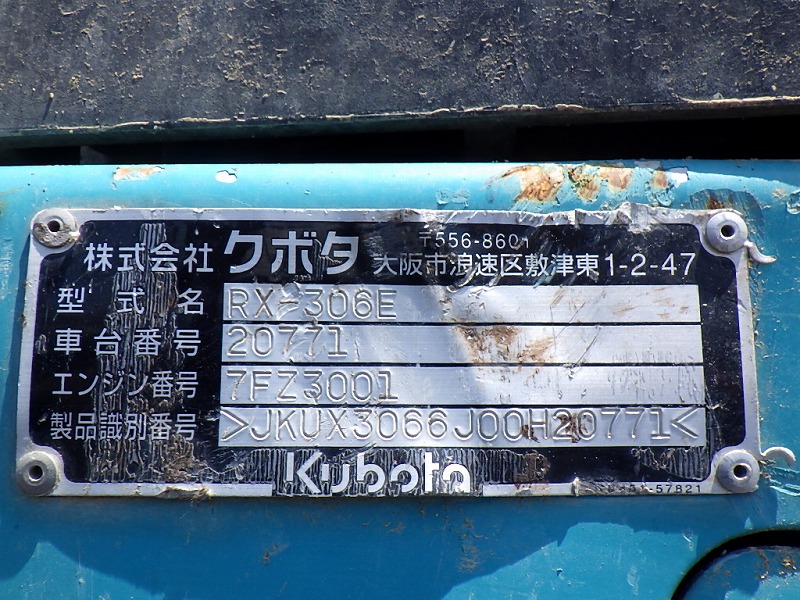 〒556-8601
株式会社 クボタ 大阪市浪速区敷津東1-2-47
型式名 RX-306E
車台番号 20771
エンジン番号 7FZ3001
製品識別番号 >JKUX3066J00H20771<
Kubota
57821